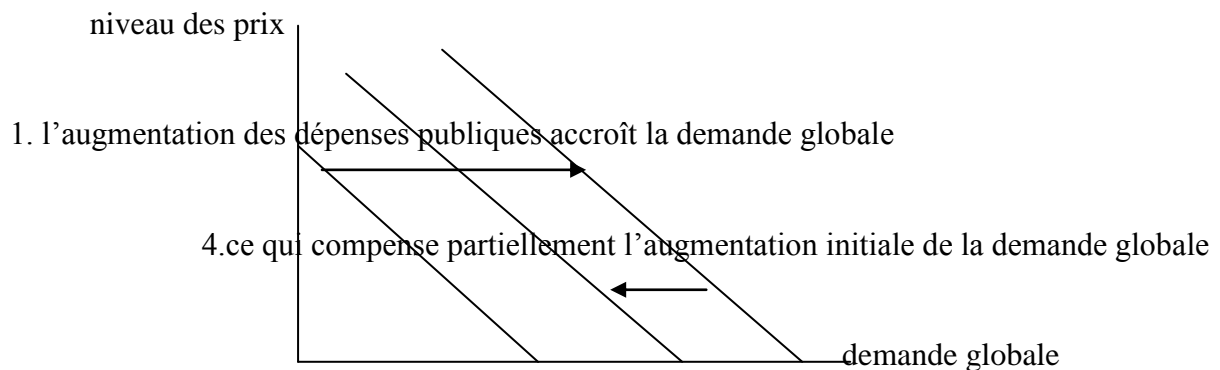 niveau des prix
1. l’augmentation des dépenses publiques accroît la demande globale
4.ce qui compense partiellement l’augmentation initiale de la demande globale
demande globale